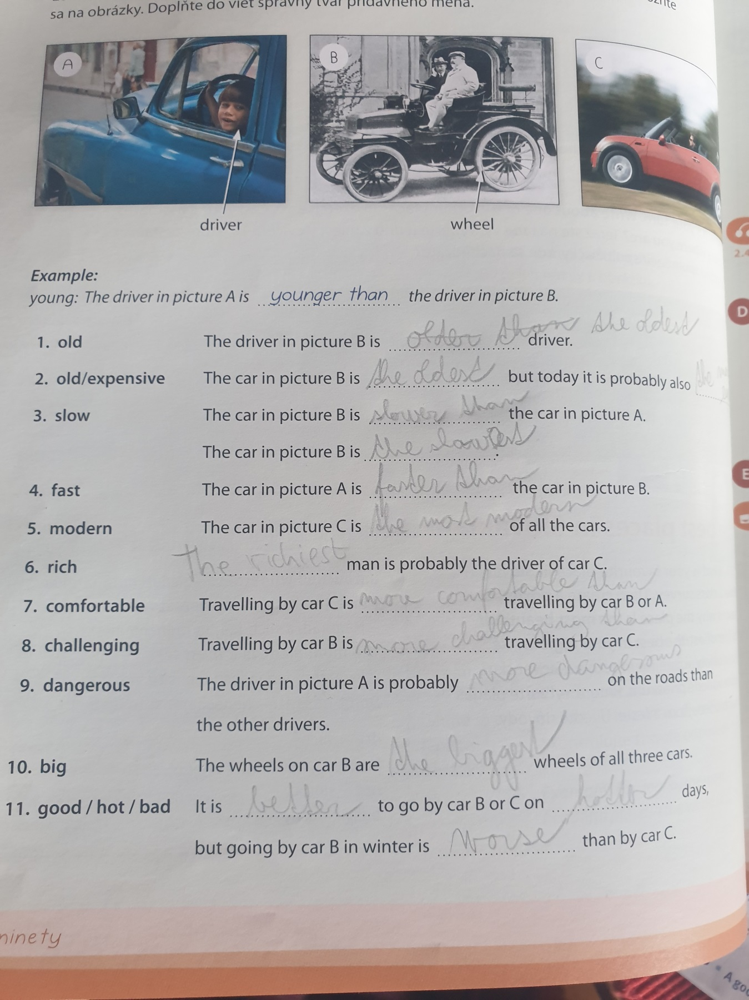 sa na obrázky. Doplňte do viet správny tvar prídavného mena.
A
B
C
driver
wheel
2.4
Example:
young: The driver in picture A is younger than the driver in picture B.
D
1. old The driver in picture B is older than the oldest driver.
2. old/expensive The car in picture B is the oldest but today it is probably also the
3. slow The car in picture B is slower than the car in picture A.
The car in picture B is the slowest.
E
4. fast The car in picture A is faster than the car in picture B.
5. modern The car in picture C is the most modern of all the cars.
6. rich The richiest man is probably the driver of car C.
7. comfortable Travelling by car C is more comfortable than travelling by car B or A.
8. challenging Travelling by car B is more challenging than travelling by car C.
9. dangerous The driver in picture A is probably more dangerous on the roads than
the other drivers.
10. big The wheels on car B are the biggest wheels of all three cars.
11. good / hot / bad It is better to go by car B or C on hotter days,
but going by car B in winter is worse than by car C.
ninety